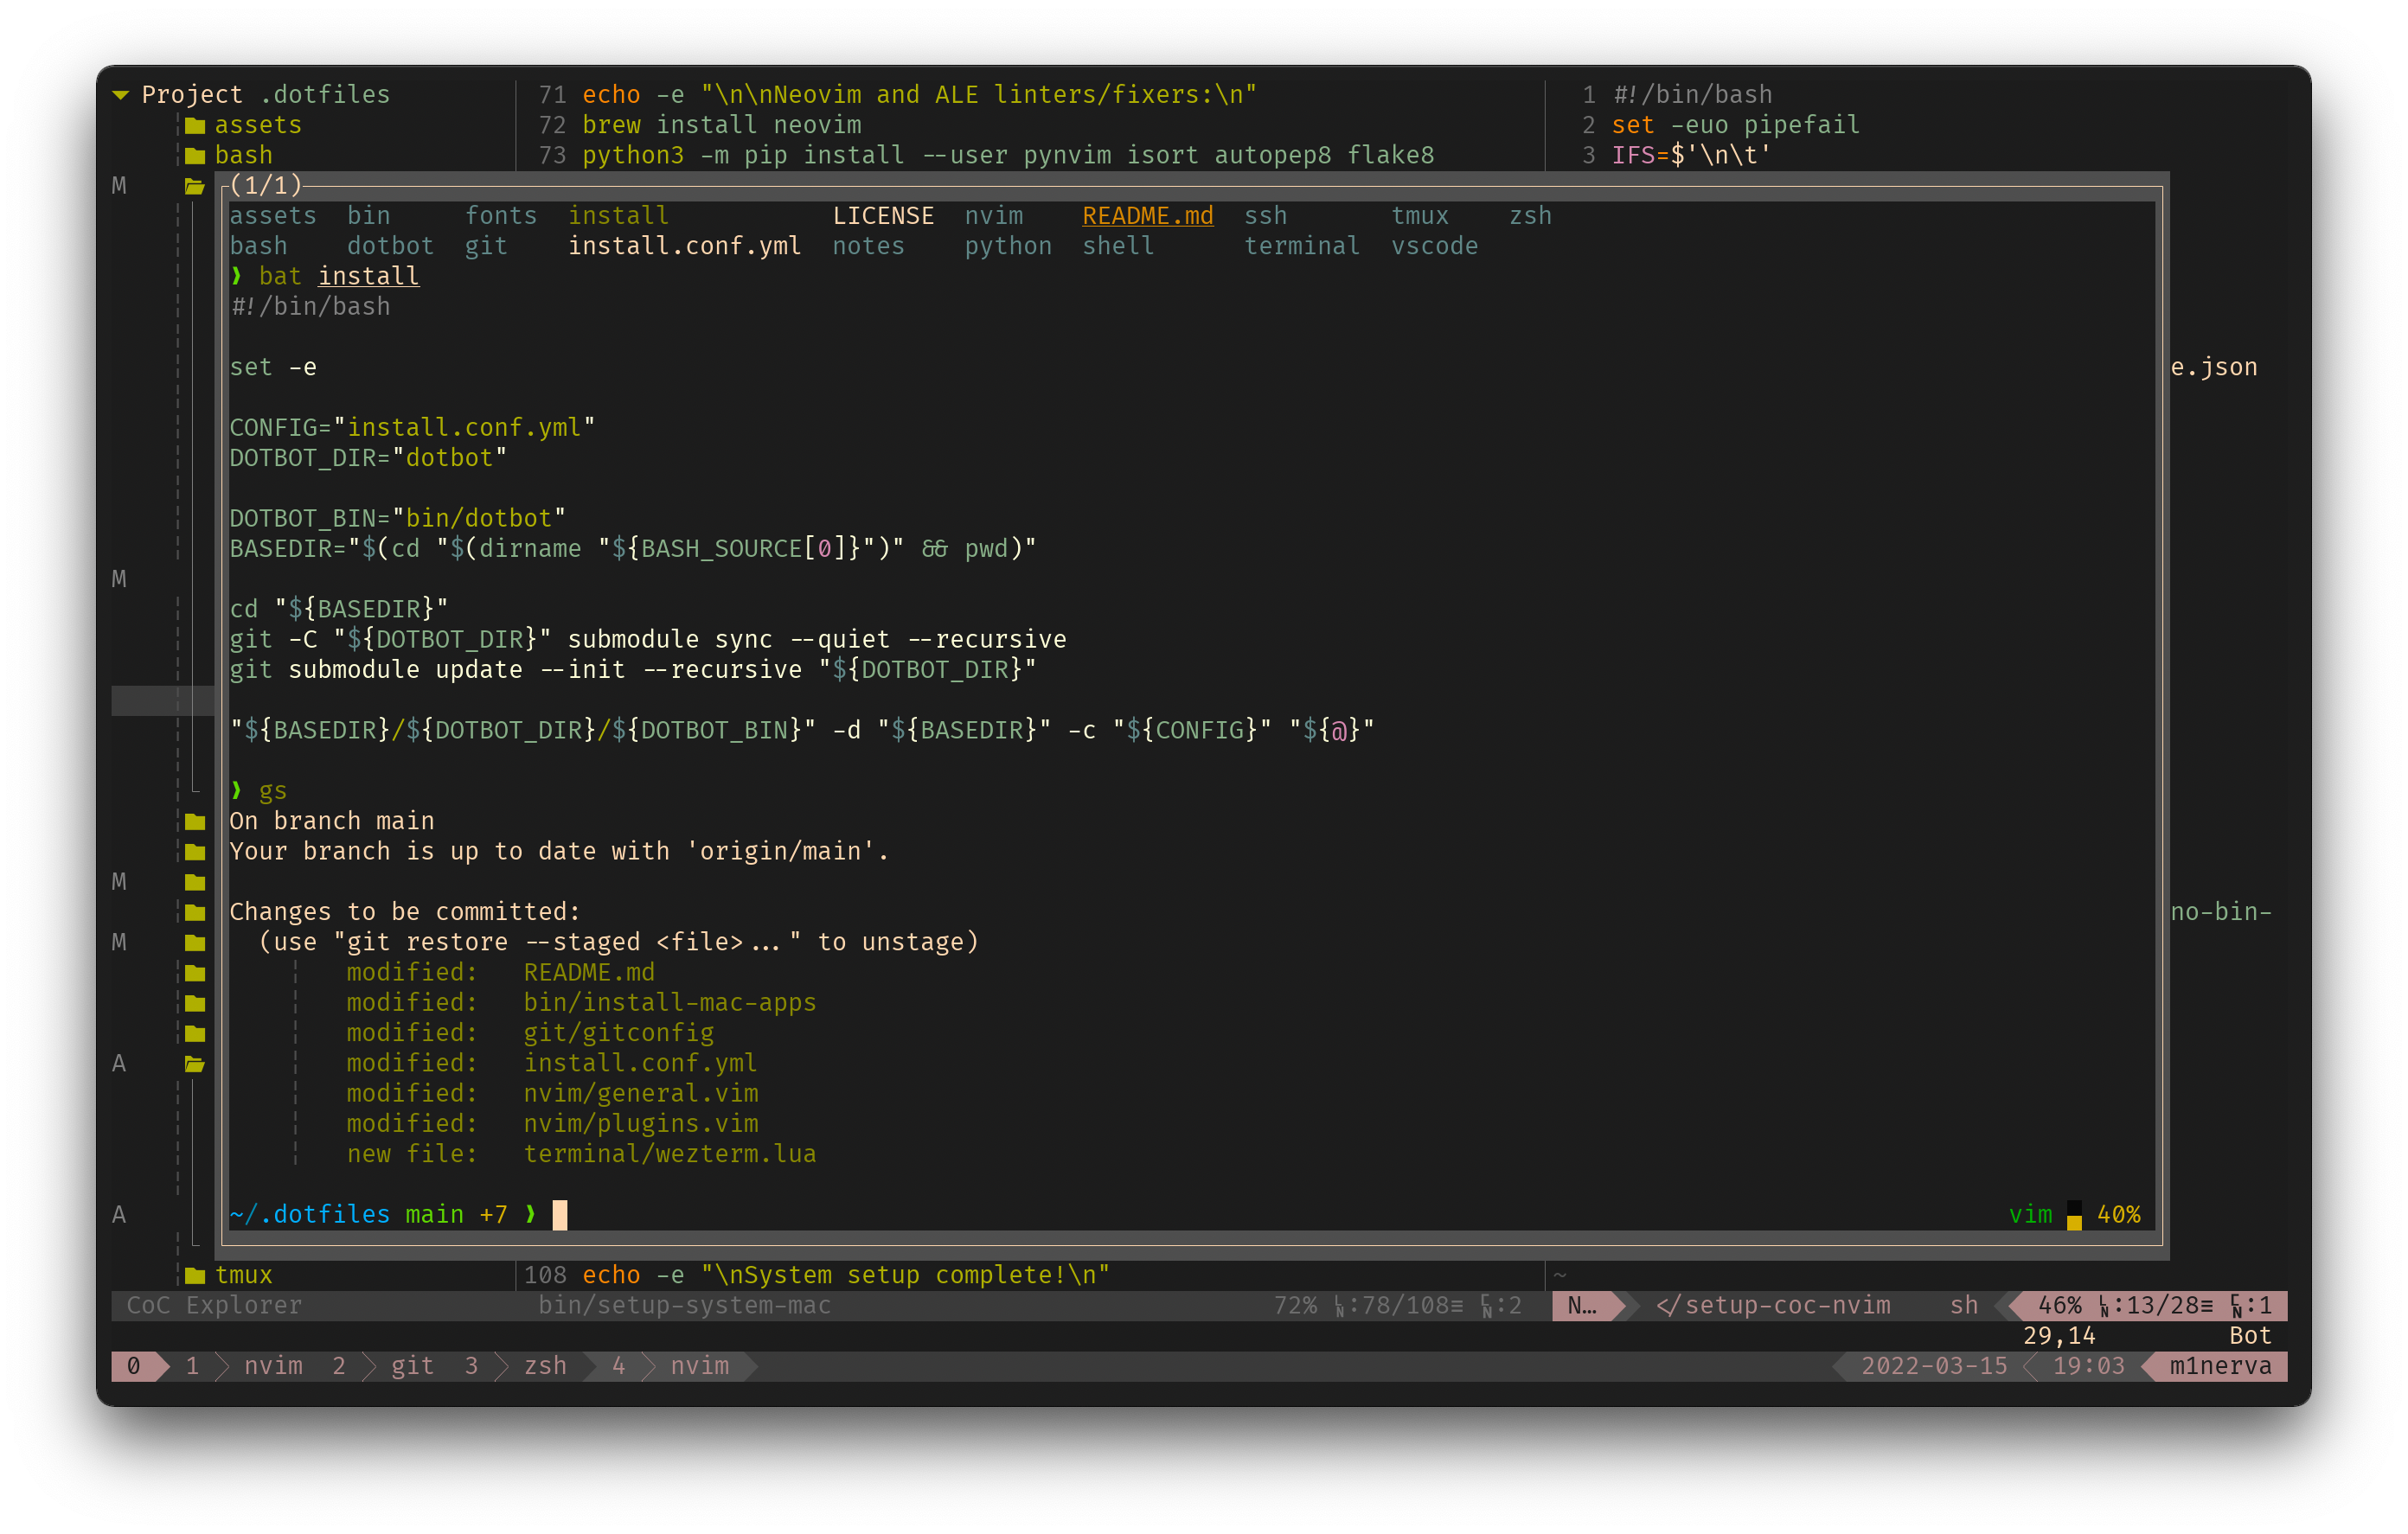 Project .dotfiles
assets
bash
71 echo -e "\n\nNeovim and ALE linters/fixers:\n"
72 brew install neovim
73 python3 -m pip install --user pynvim isort autopep8 flake8
1 #!/bin/bash
2 set -euo pipefail
3 IFS=$'\n\t'
M
(1/1)
assets bin fonts install LICENSE nvim README.md ssh tmux zsh
bash dotbot git install.conf.yml notes python shell terminal vscode
❯ bat install
#!/bin/bash
set -e
e.json
CONFIG="install.conf.yml"
DOTBOT_DIR="dotbot"
DOTBOT_BIN="bin/dotbot"
BASEDIR="$(cd "$(dirname "${BASH_SOURCE[0]}")" && pwd)"
M
cd "${BASEDIR}"
git -C "${DOTBOT_DIR}" submodule sync --quiet --recursive
git submodule update --init --recursive "${DOTBOT_DIR}"
"${BASEDIR}/${DOTBOT_DIR}/${DOTBOT_BIN}" -d "${BASEDIR}" -c "${CONFIG}" "${@}"
❯ gs
On branch main
Your branch is up to date with 'origin/main'.
M
Changes to be committed:
no-bin-
M
(use "git restore --staged <file>..." to unstage)
modified: README.md
modified: bin/install-mac-apps
modified: git/gitconfig
A
modified: install.conf.yml
modified: nvim/general.vim
modified: nvim/plugins.vim
new file: terminal/wezterm.lua
A
~/.dotfiles main +7 ❯
vim 40%
tmux
108 echo -e "\nSystem setup complete!\n"
~
CoC Explorer
bin/setup-system-mac 72% ㏑:78/108≡ ℅:2
N… </setup-coc-nvim sh 46% ㏑:13/28≡ ℅:1
29,14 Bot
0 1 nvim 2 git 3 zsh 4 nvim
2022-03-15 19:03 m1nerva